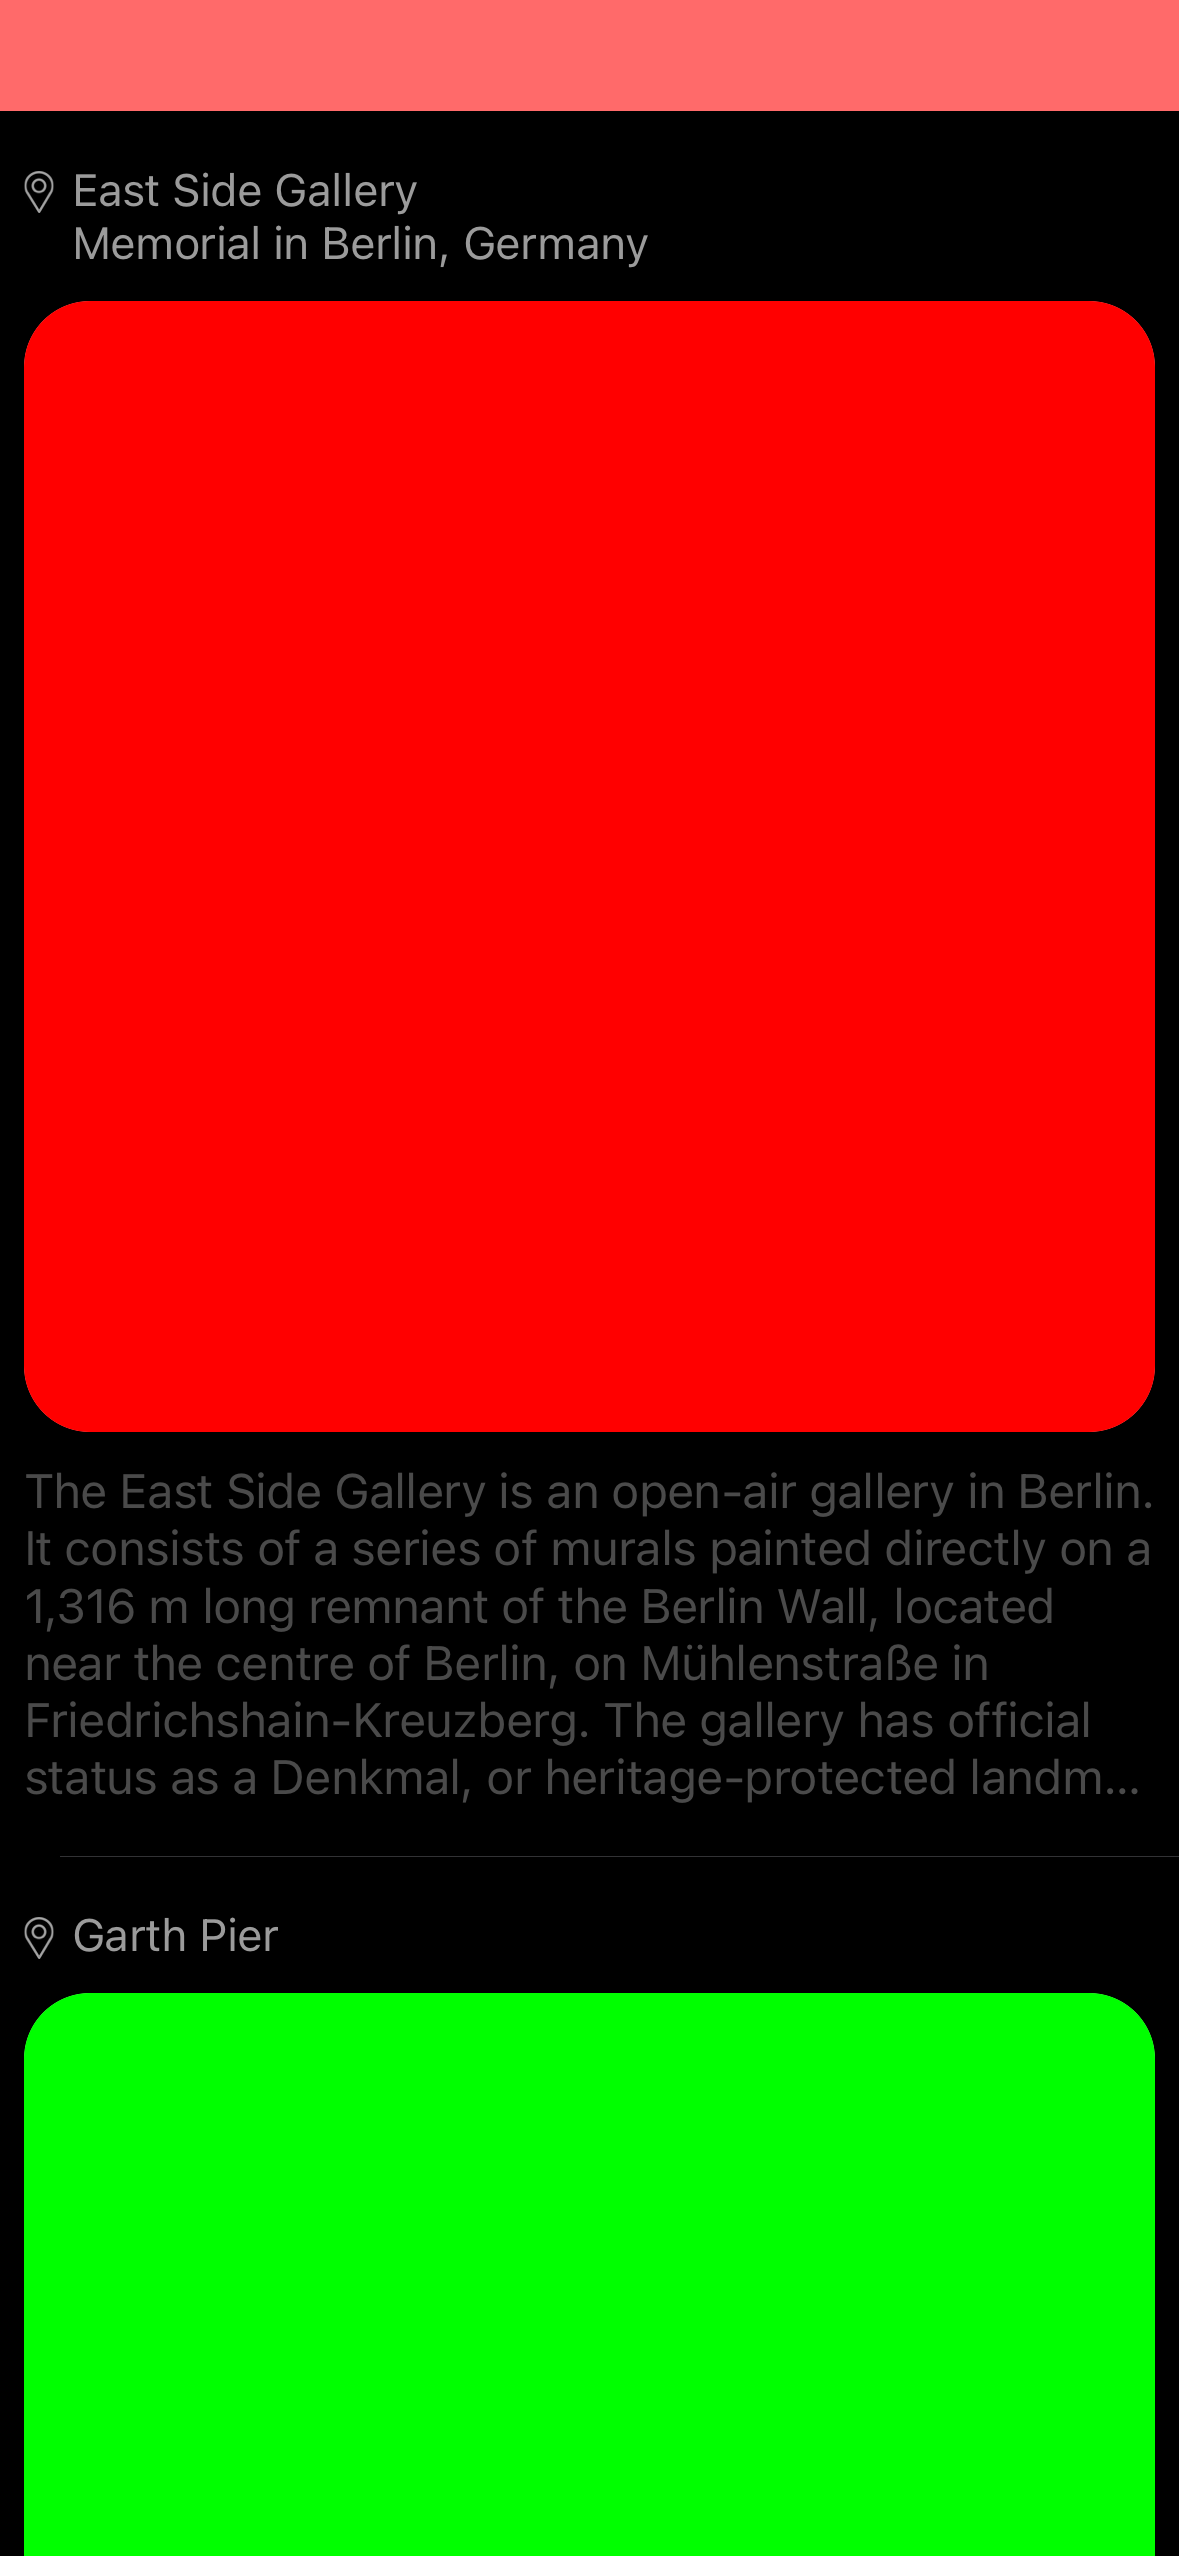 East Side Gallery
Memorial in Berlin, Germany
The East Side Gallery is an open-air gallery in Berlin.
It consists of a series of murals painted directly on a
1,316 m long remnant of the Berlin Wall, located
near the centre of Berlin, on Mühlenstraße in
Friedrichshain-Kreuzberg. The gallery has official
status as a Denkmal, or heritage-protected landm...
Garth Pier